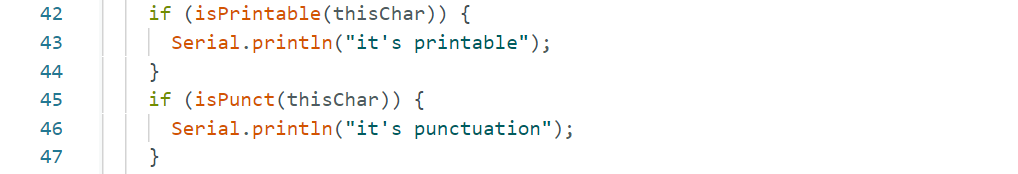 42 if (isPrintable(thisChar)) {
43 Serial.println("it's printable");
44 }
45 if (isPunct(thisChar)) {
46 Serial.println("it's punctuation");
47 }